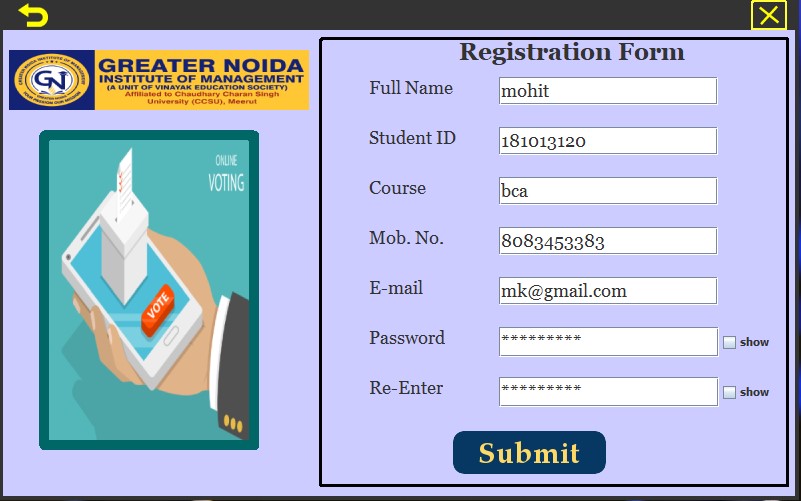 GREATER NOIDA
INSTITUTE OF MANAGEMENT
(A UNIT OF VINAYAK EDUCATION SOCIETY)
Affiliated to Chaudhary Charan Singh
University (CCSU), Meerut
GN
ONLINE
VOTING
VOTE
Registration Form
Full Name mohit
Student ID 181013120
Course bca
Mob. No. 8083453383
E-mail mk@gmail.com
Password ********* show
Re-Enter ********* show
Submit